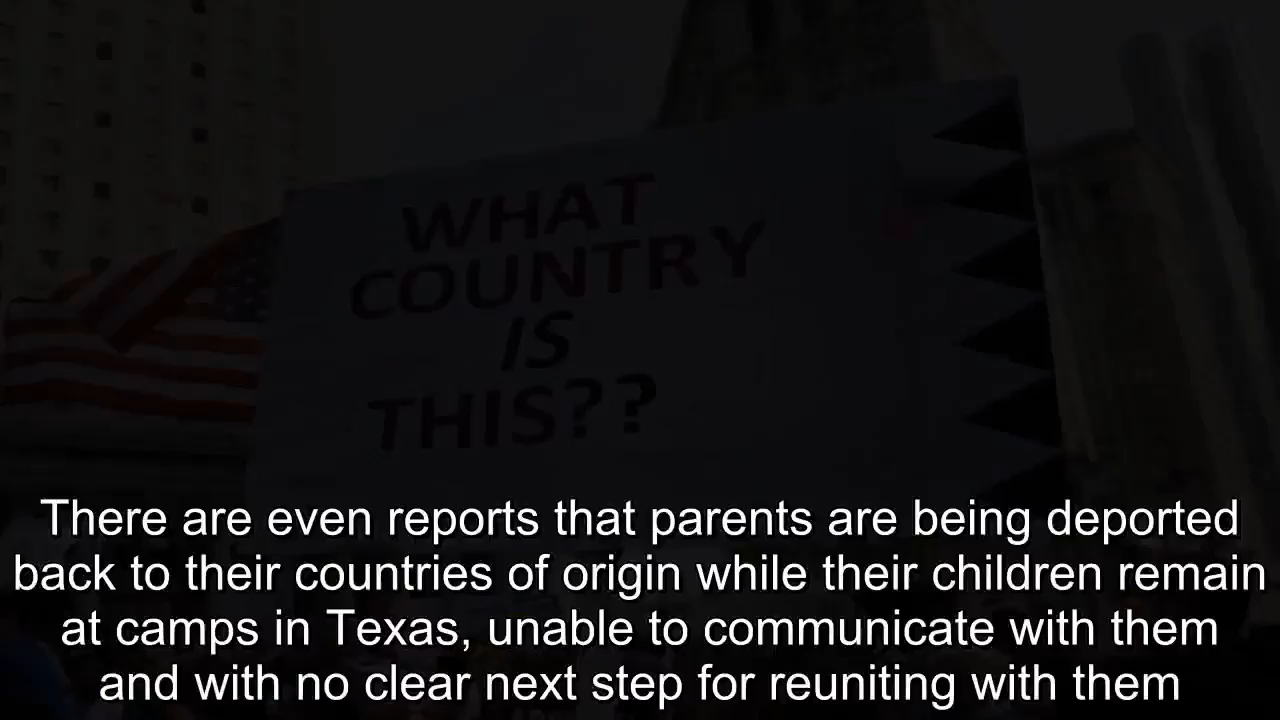 WHAT
COUNTRY
IS
THIS??
There are even reports that parents are being deported
back to their countries of origin while their children remain
at camps in Texas, unable to communicate with them
and with no clear next step for reuniting with them